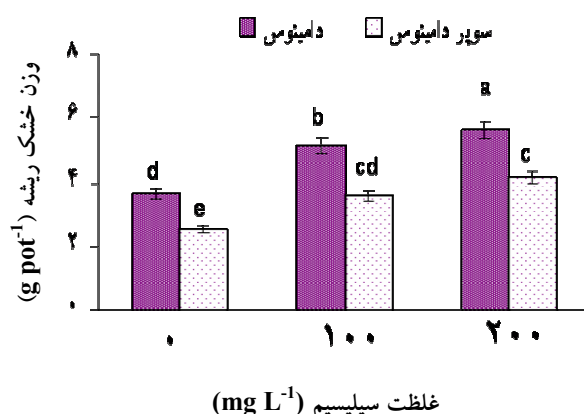 دامینوس سوپر دامینوس
وزن خشک ریشه (g pot-1)
۸
۶
۴
۲
۰
d e b cd a c
۰ ۱۰۰ ۲۰۰
غلظت سیلیسیم (mg L-1)